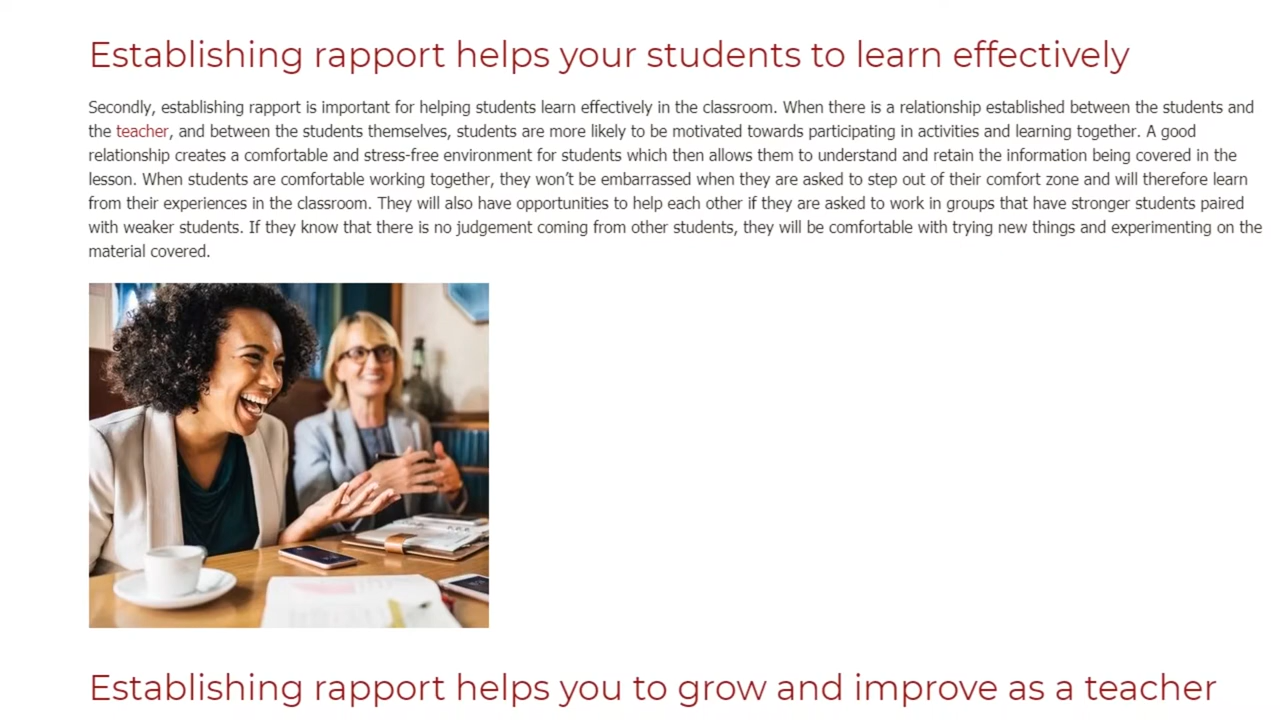 Establishing rapport helps your students to learn effectively
Secondly, establishing rapport is important for helping students learn effectively in the classroom. When there is a relationship established between the students and
the teacher, and between the students themselves, students are more likely to be motivated towards participating in activities and learning together. A good
relationship creates a comfortable and stress-free environment for students which then allows them to understand and retain the information being covered in the
lesson. When students are comfortable working together, they won't be embarrassed when they are asked to step out of their comfort zone and will therefore learn
from their experiences in the classroom. They will also have opportunities to help each other if they are asked to work in groups that have stronger students paired
with weaker students. If they know that there is no judgement coming from other students, they will be comfortable with trying new things and experimenting on the
material covered.
Establishing rapport helps you to grow and improve as a teacher